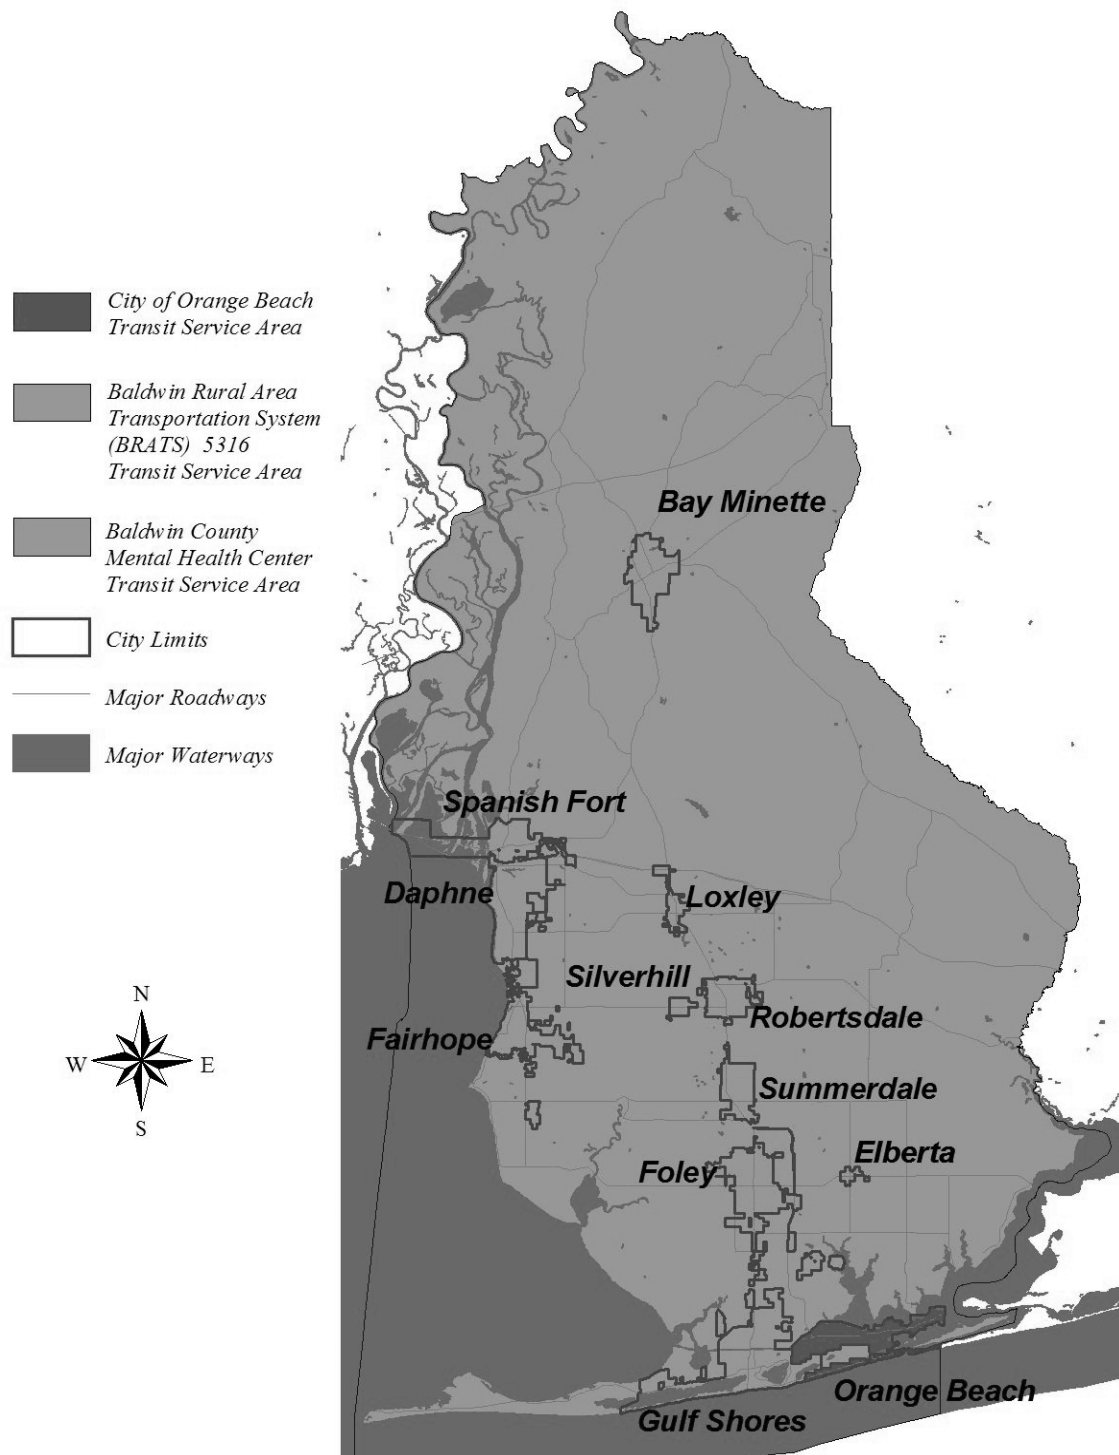 City of Orange Beach
Transit Service Area
Baldwin Rural Area
Transportation System
(BRATS) 5316
Transit Service Area
Baldwin County
Mental Health Center
Transit Service Area
City Limits
Major Roadways
Major Waterways
N
W
E
S
Bay Minette
Spanish Fort
Daphne
Loxley
Silverhill
Robertsdale
Fairhope
Summerdale
Elberta
Foley
Orange Beach
Gulf Shores